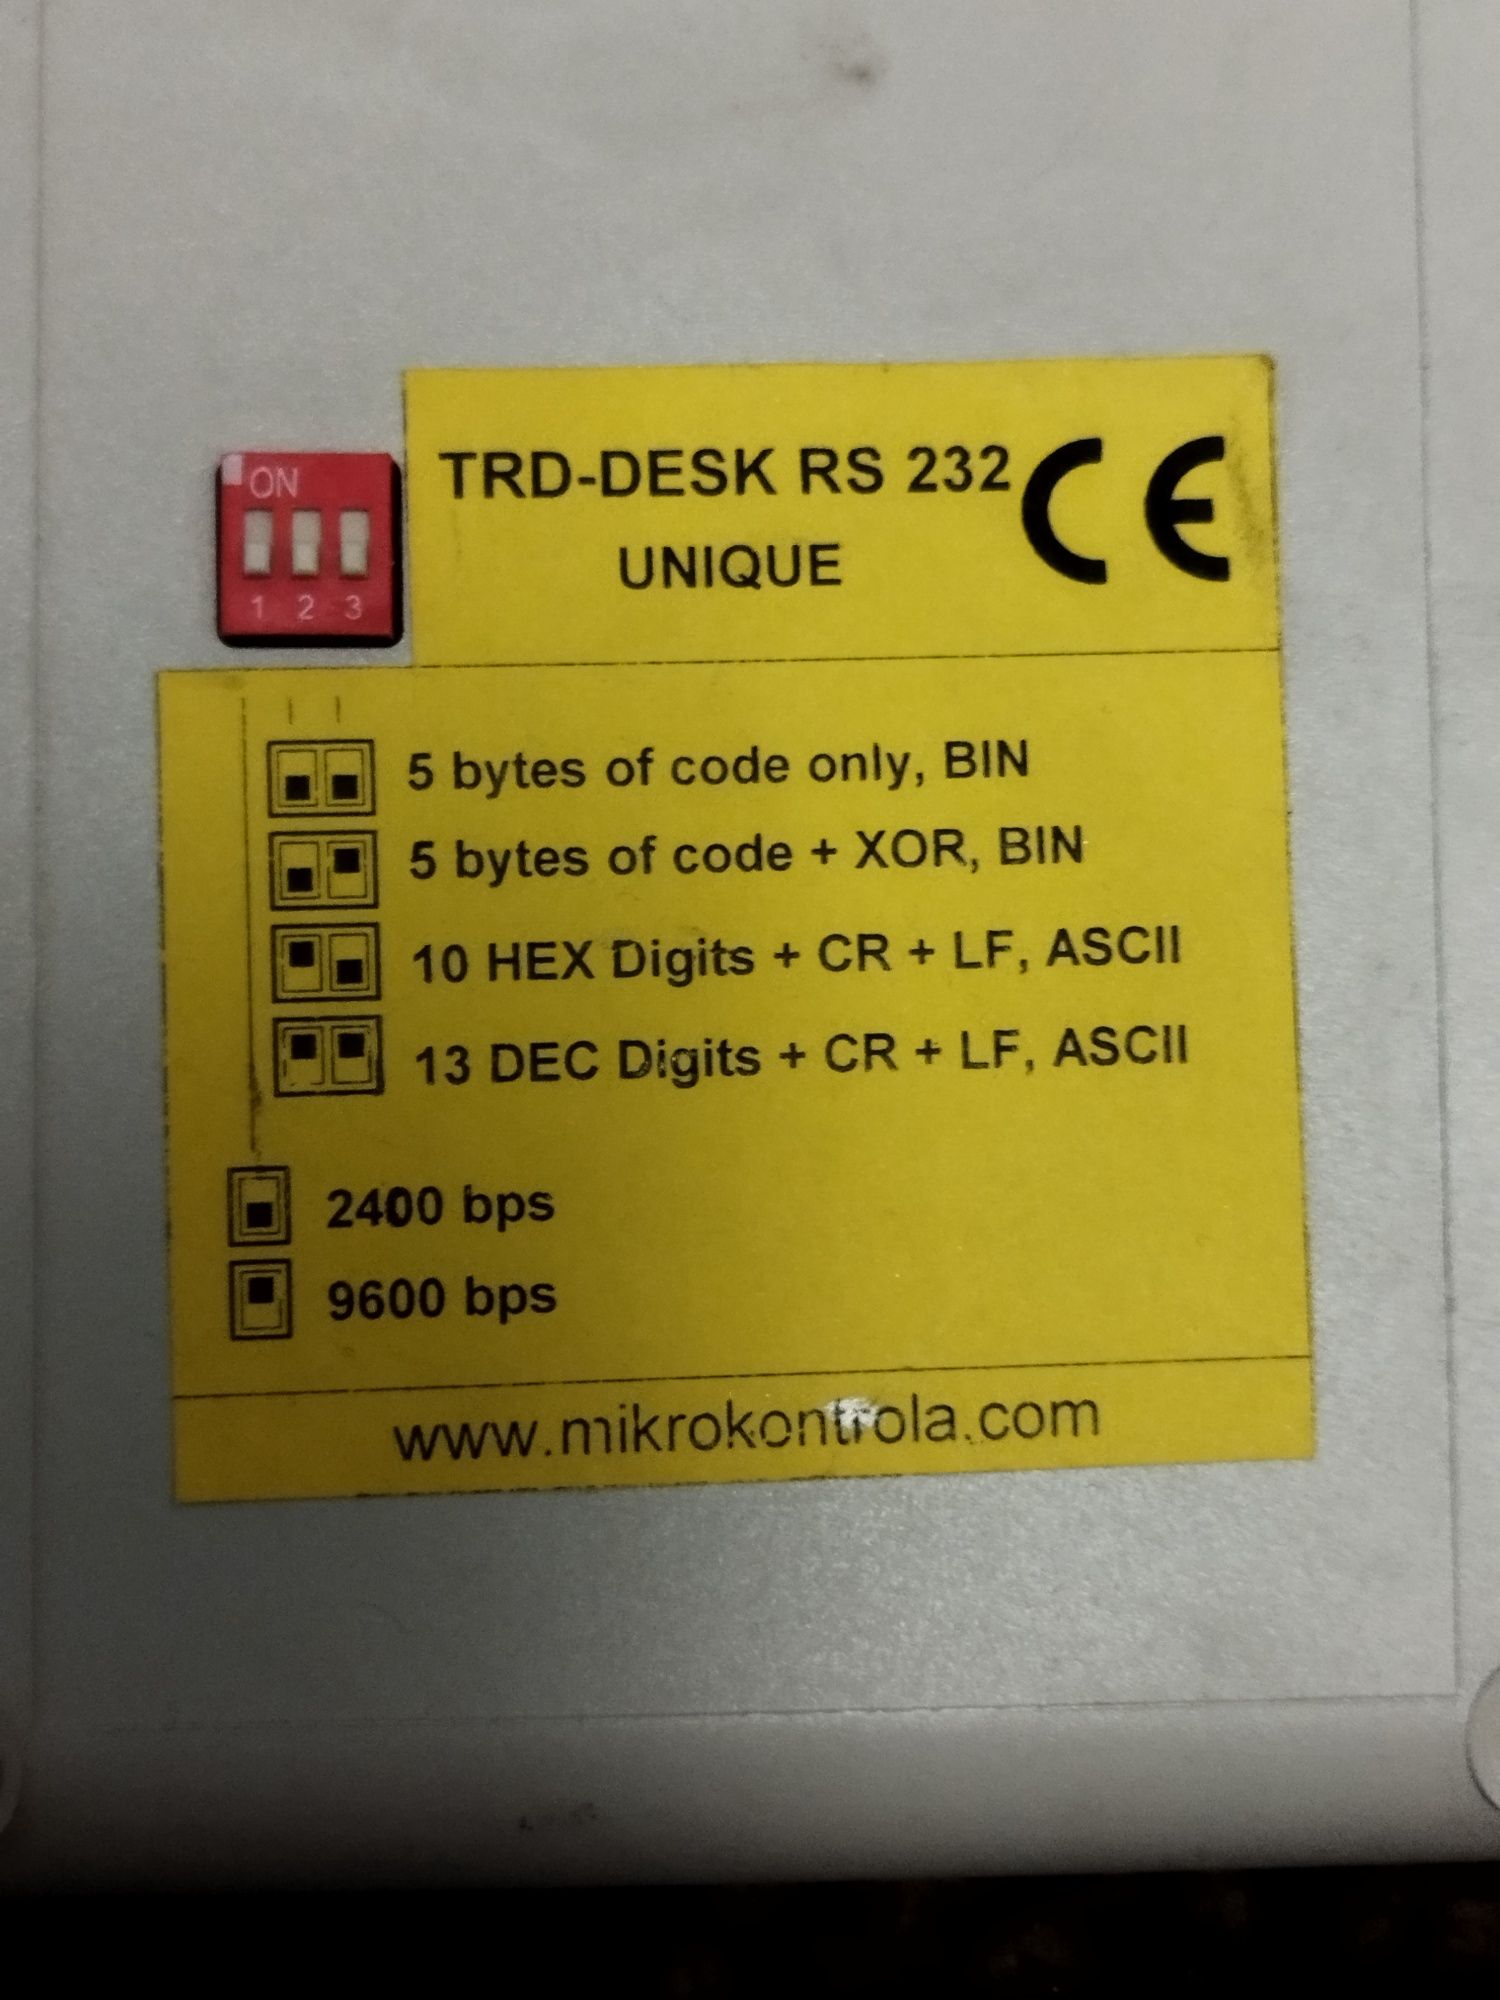 ON
1 2 3
TRD-DESK RS 232 CE
UNIQUE
5 bytes of code only, BIN
5 bytes of code + XOR, BIN
10 HEX Digits + CR + LF, ASCII
13 DEC Digits + CR + LF, ASCII
2400 bps
9600 bps
www.mikrokontrola.com